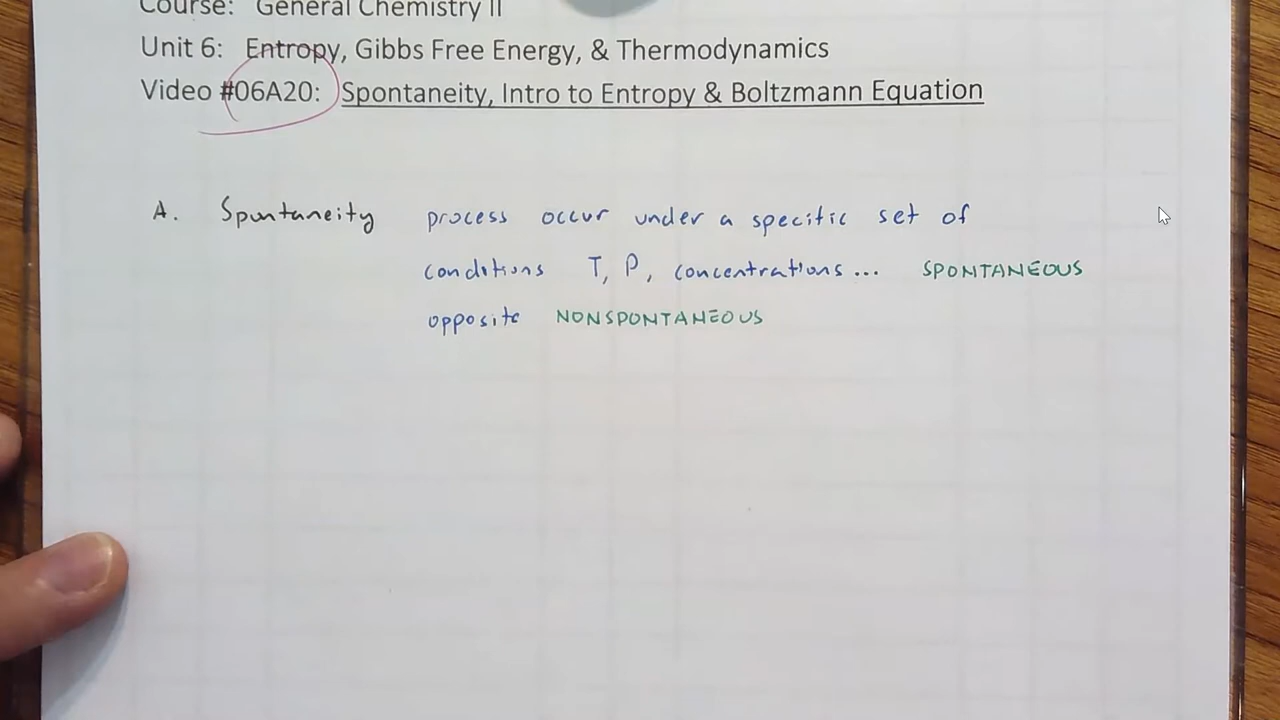 Course: General Chemistry II
Unit 6: Entropy, Gibbs Free Energy, & Thermodynamics
Video #06A20: Spontaneity, Intro to Entropy & Boltzmann Equation
A. Spontaneity process occur under a specific set of
conditions T, P, concentrations... SPONTANEOUS
opposite NONSPONTANEOUS